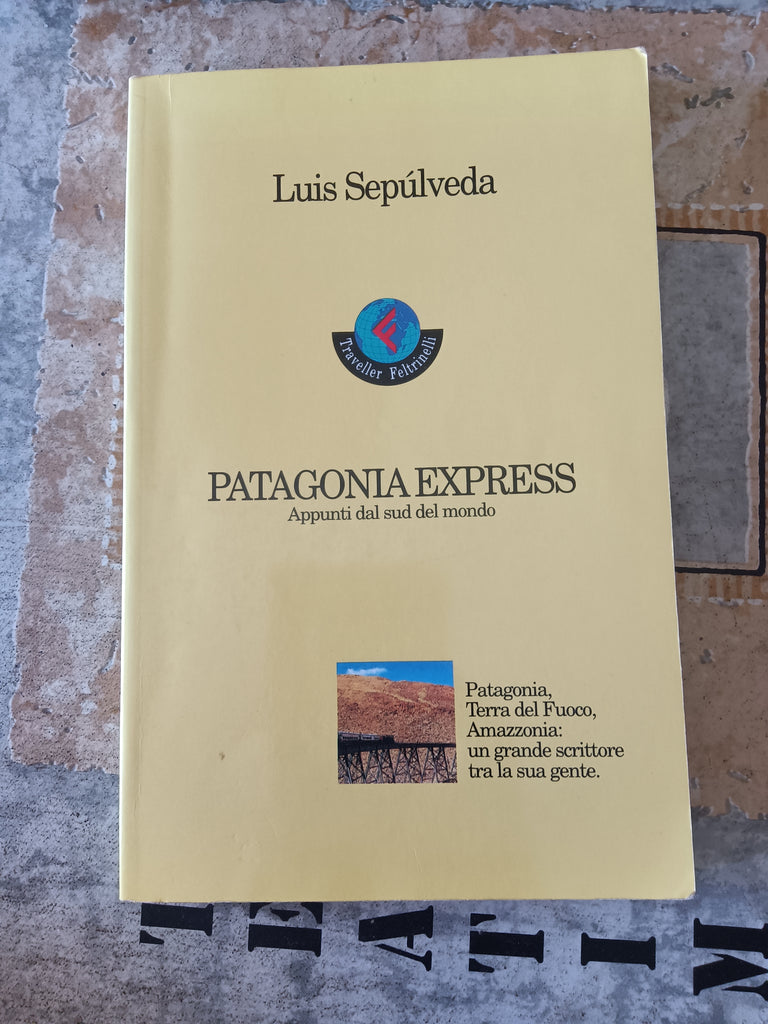 Luis Sepúlveda
Traveller Feltrinelli
PATAGONIA EXPRESS
Appunti dal sud del mondo
Patagonia,
Terra del Fuoco,
Amazzonia:
un grande scrittore
tra la sua gente.
TEATIM